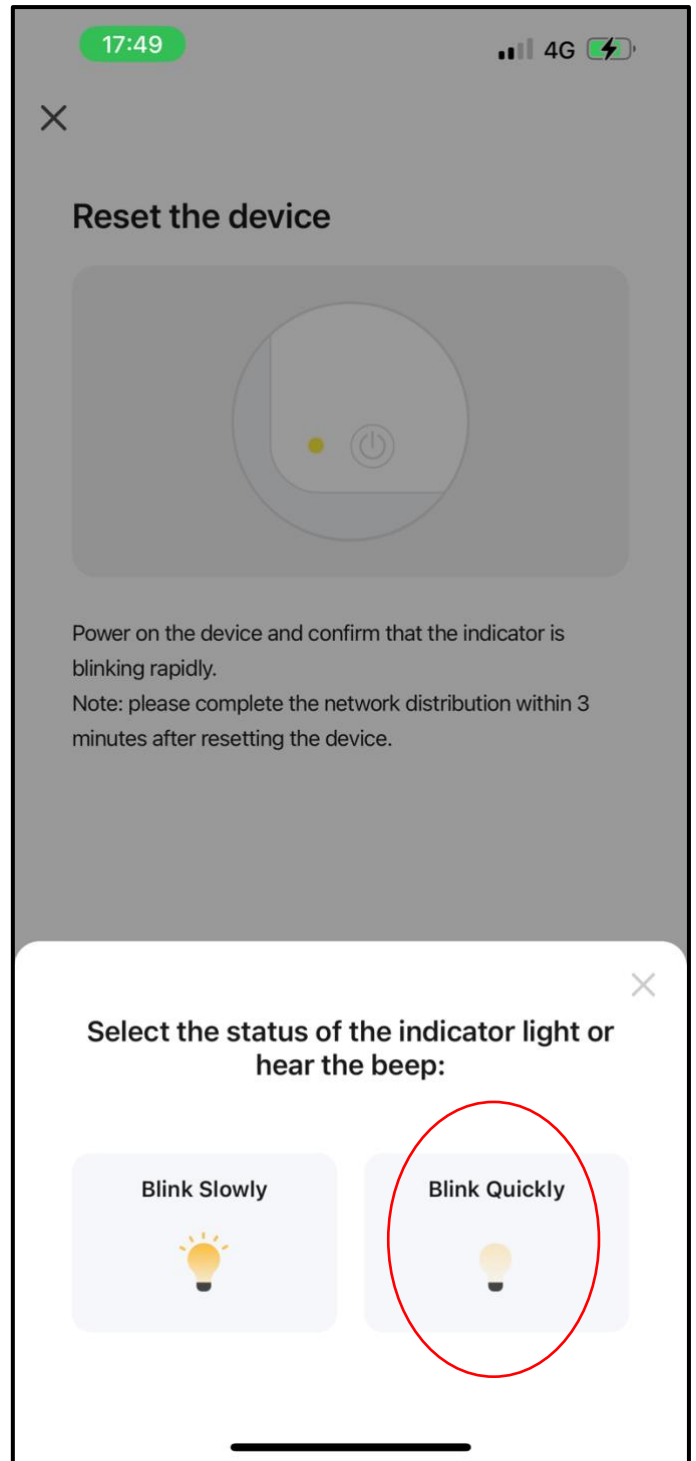 17:49
4G
Reset the device
Power on the device and confirm that the indicator is
blinking rapidly.
Note: please complete the network distribution within 3
minutes after resetting the device.
Select the status of the indicator light or
hear the beep:
Blink Slowly
Blink Quickly